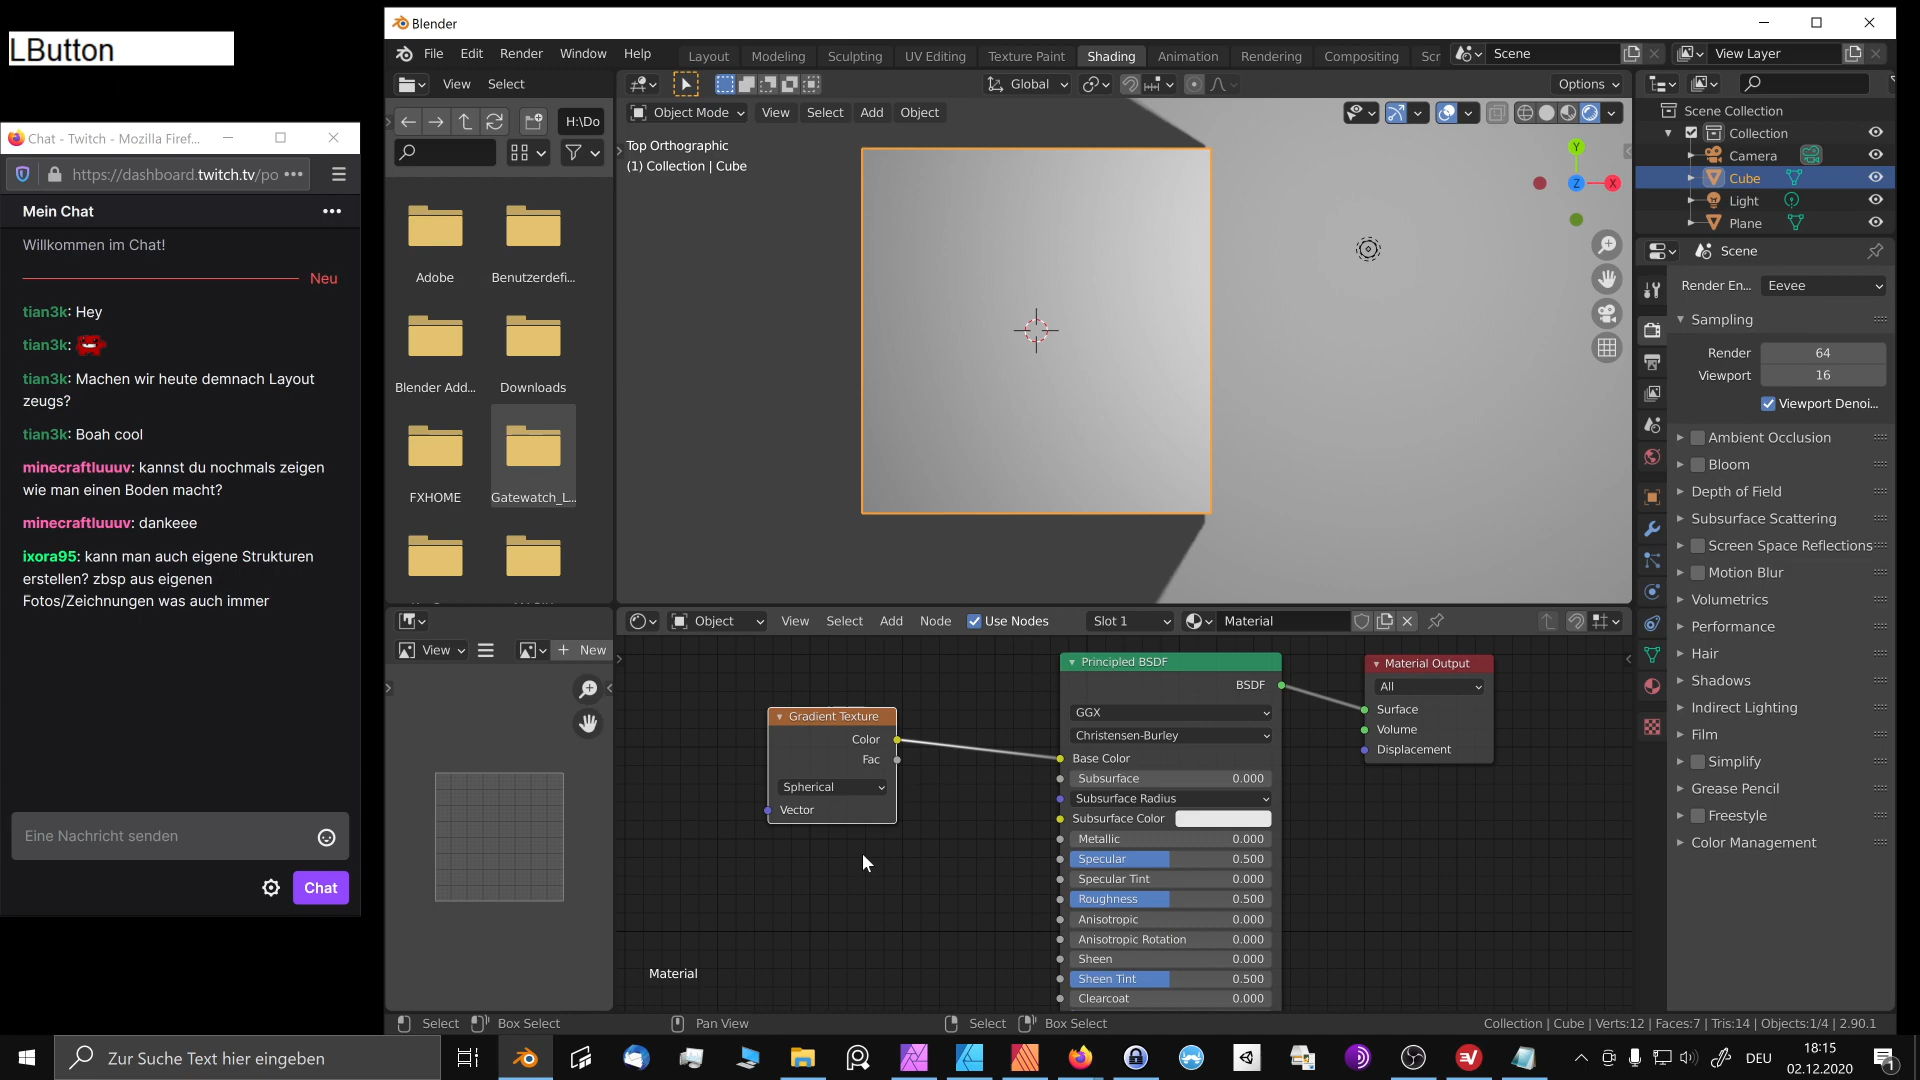 LButton
Chat - Twitch - Mozilla Firef...
https://dashboard.twitch.tv/po
Mein Chat
Willkommen im Chat!
Neu
tian3k: Hey
tian3k:
tian3k: Machen wir heute demnach Layout
zeugs?
tian3k: Boah cool
minecraftluuuv: kannst du nochmals zeigen
wie man einen Boden macht?
minecraftluuuv: dankeee
ixora95: kann man auch eigene Strukturen
erstellen? zbsp aus eigenen
Fotos/Zeichnungen was auch immer
Eine Nachricht senden
Chat
Blender
File Edit Render Window Help
Layout Modeling Sculpting UV Editing Texture Paint Shading Animation Rendering Compositing Scr
Scene
View Layer
View Select
Global
Options
H:\Do
Object Mode View Select Add Object
Top Orthographic
(1) Collection | Cube
Y
Z
X
Adobe Benutzerdefi...
Blender Add... Downloads
FXHOME Gatewatch_L...
Scene Collection
Collection
Camera
Cube
Light
Plane
Scene
Render En... Eevee
Sampling
Render 64
Viewport 16
Viewport Denoi...
Ambient Occlusion
Bloom
Depth of Field
Subsurface Scattering
Screen Space Reflections
Motion Blur
Volumetrics
Performance
Hair
Shadows
Indirect Lighting
Film
Simplify
Grease Pencil
Freestyle
Color Management
View
New
Object View Select Add Node Use Nodes Slot 1 Material
Gradient Texture
Color
Fac
Spherical
Vector
Principled BSDF
BSDF
GGX
Christensen-Burley
Base Color
Subsurface 0.000
Subsurface Radius
Subsurface Color
Metallic 0.000
Specular 0.500
Specular Tint 0.000
Roughness 0.500
Anisotropic 0.000
Anisotropic Rotation 0.000
Sheen 0.000
Sheen Tint 0.500
Clearcoat 0.000
Material Output
All
Surface
Volume
Displacement
Material
Select Box Select Pan View Select Box Select
Collection | Cube | Verts:12 | Faces:7 | Tris:14 | Objects:1/4 | 2.90.1
Zur Suche Text hier eingeben
DEU
18:15
02.12.2020
1